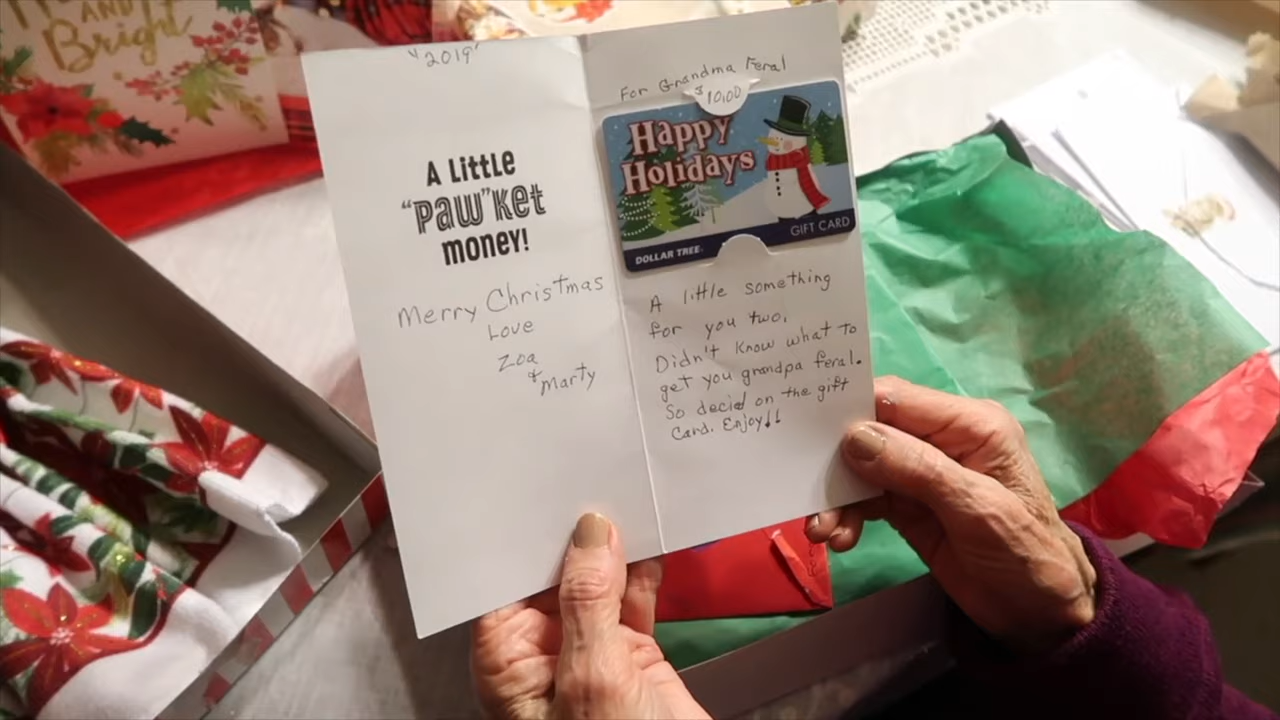 AND
Bright
"2019"
A LITTLE
"PAW"KET
MONEY!
Merry Christmas
Love
Zoa
& Marty
For Grandma Feral
$10.00
Happy
Holidays
GIFT CARD
DOLLAR TREE
A little something
for you two.
Didn't know what to
get you grandpa feral.
So decid on the gift
Card. Enjoy!!